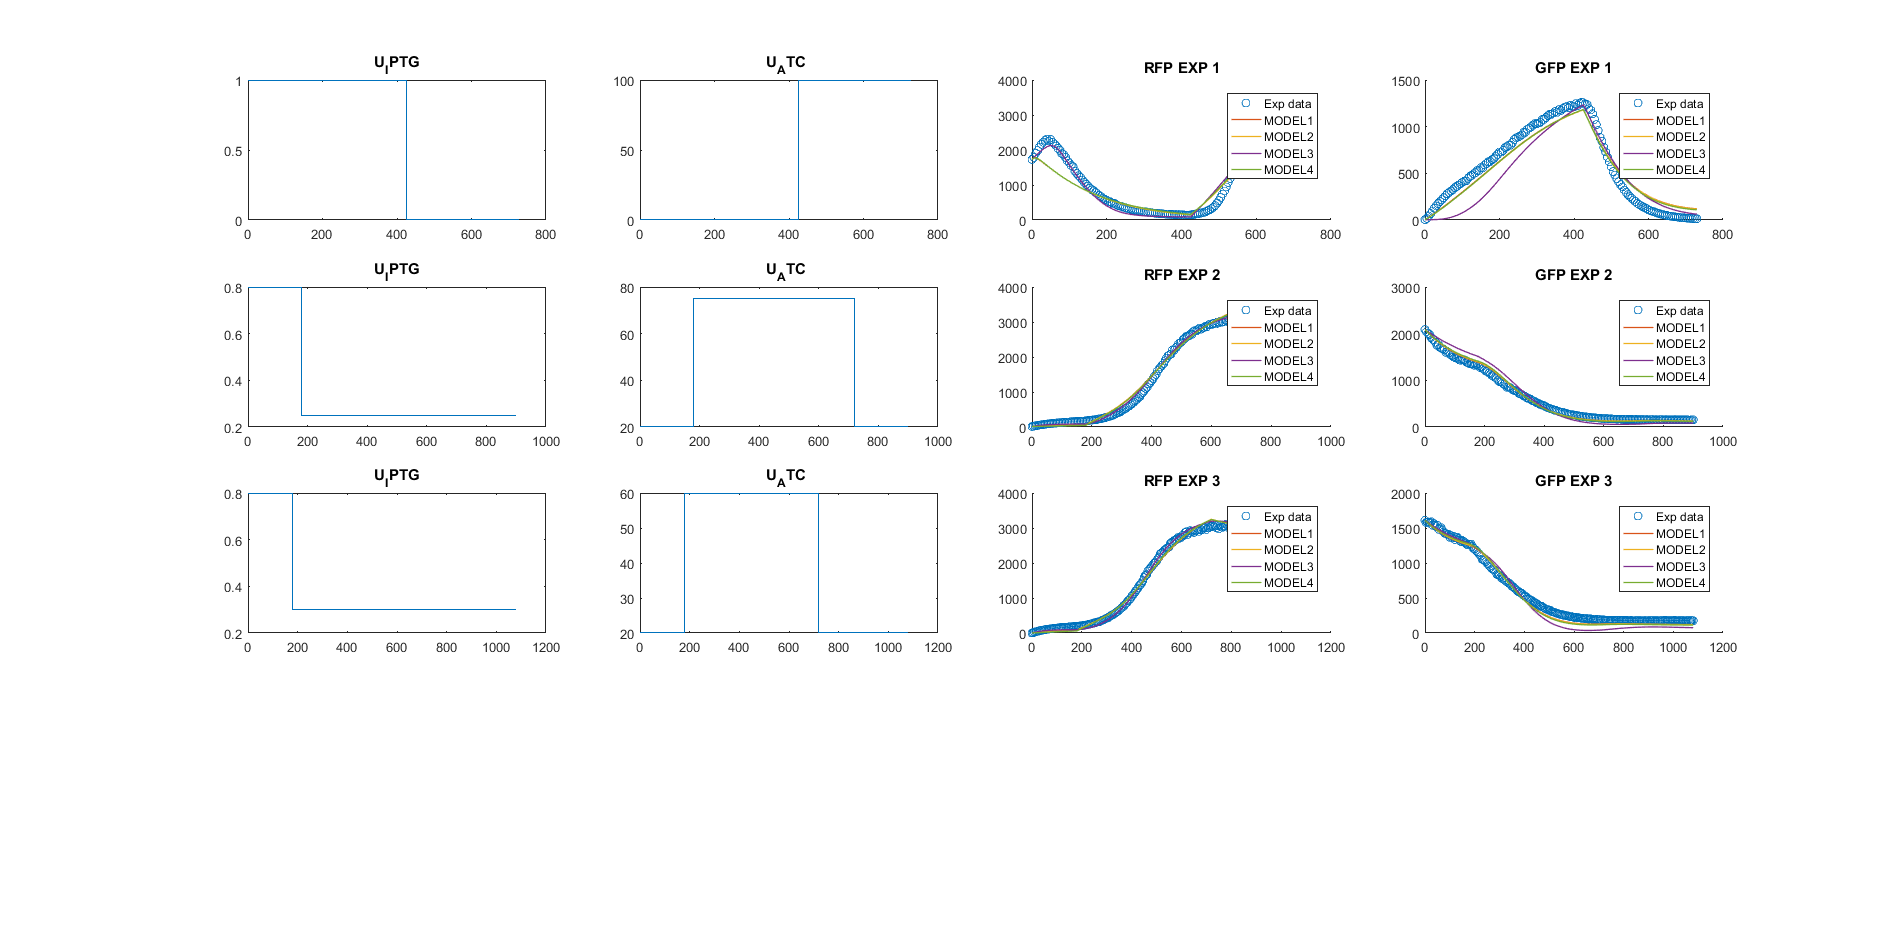 U_IPTG
1
0.5
0
0 200 400 600 800
U_ATC
100
50
0
0 200 400 600 800
RFP EXP 1
4000
3000
2000
1000
0
0 200 400 600 800
Exp data
MODEL1
MODEL2
MODEL3
MODEL4
GFP EXP 1
1500
1000
500
0
0 200 400 600 800
Exp data
MODEL1
MODEL2
MODEL3
MODEL4
U_IPTG
0.8
0.6
0.4
0.2
0 200 400 600 800 1000
U_ATC
80
60
40
20
0 200 400 600 800 1000
RFP EXP 2
4000
3000
2000
1000
0
0 200 400 600 800 1000
Exp data
MODEL1
MODEL2
MODEL3
MODEL4
GFP EXP 2
3000
2000
1000
0
0 200 400 600 800 1000
Exp data
MODEL1
MODEL2
MODEL3
MODEL4
U_IPTG
0.8
0.6
0.4
0.2
0 200 400 600 800 1000 1200
U_ATC
60
50
40
30
20
0 200 400 600 800 1000 1200
RFP EXP 3
4000
3000
2000
1000
0
0 200 400 600 800 1000 1200
Exp data
MODEL1
MODEL2
MODEL3
MODEL4
GFP EXP 3
2000
1500
1000
500
0
0 200 400 600 800 1000 1200
Exp data
MODEL1
MODEL2
MODEL3
MODEL4